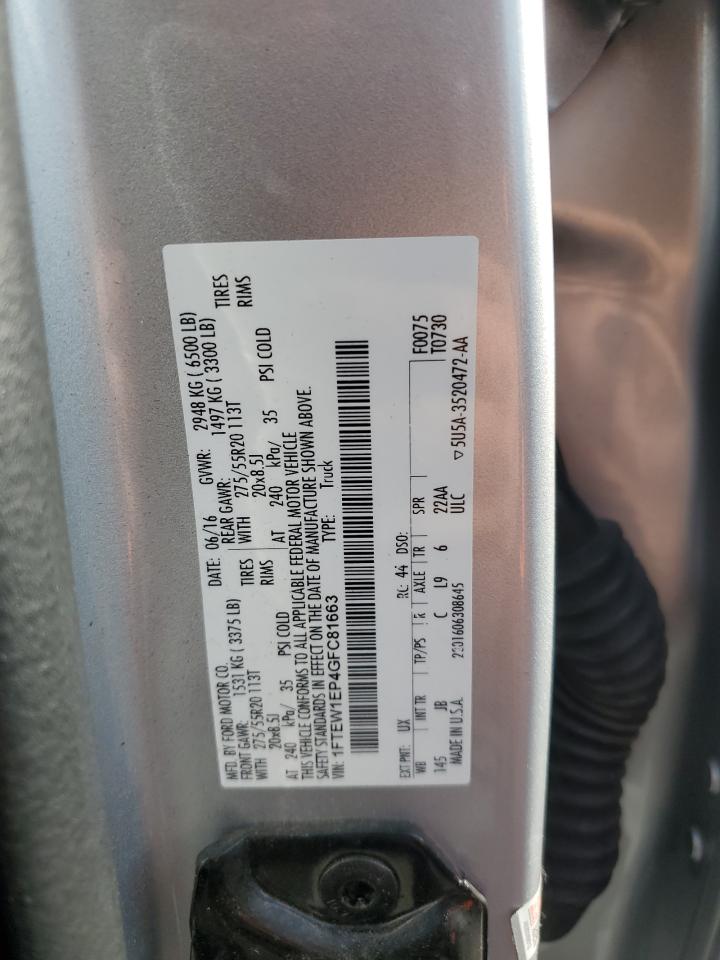 MFD. BY FORD MOTOR CO. DATE: 06/16 GVWR: 2948 KG ( 6500 LB)
FRONT GAWR: 1531 KG ( 3375 LB) REAR GAWR: 1497 KG ( 3300 LB)
WITH 275/55R20 113T TIRES WITH 275/55R20 113T TIRES
20x8.5J RIMS 20x8.5J RIMS
AT 240 kPa/ 35 PSI COLD AT 240 kPa/ 35 PSI COLD
THIS VEHICLE CONFORMS TO ALL APPLICABLE FEDERAL MOTOR VEHICLE
SAFETY STANDARDS IN EFFECT ON THE DATE OF MANUFACTURE SHOWN ABOVE.
VIN: 1FTEW1EP4GFC81663 TYPE: Truck
EXT PNT: UX RC: 44 DSO: F0075
WB INT TR TP/PS R AXLE TR SPR T0730
145 JB C L9 6 22AA
MADE IN U.S.A. 2201606308645 ULC ▽5U5A-3520472-AA